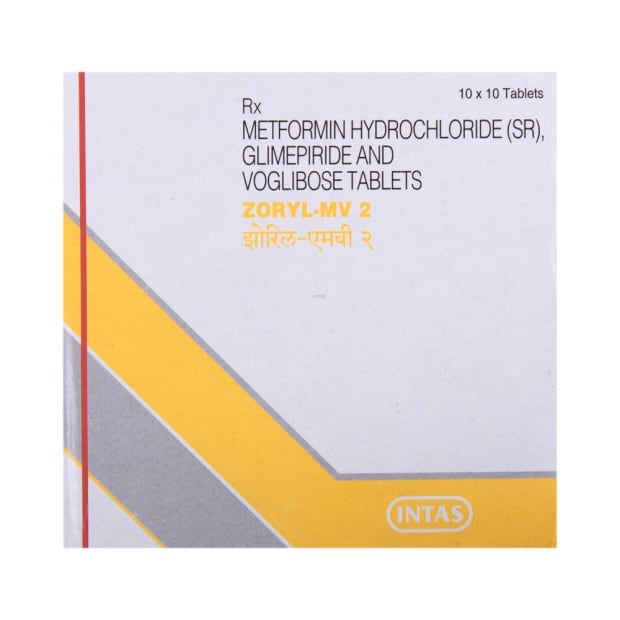 10 x 10 Tablets
Rx
METFORMIN HYDROCHLORIDE (SR),
GLIMEPIRIDE AND
VOGLIBOSE TABLETS
ZORYL-MV 2
झोरिल-एमवी २
INTAS